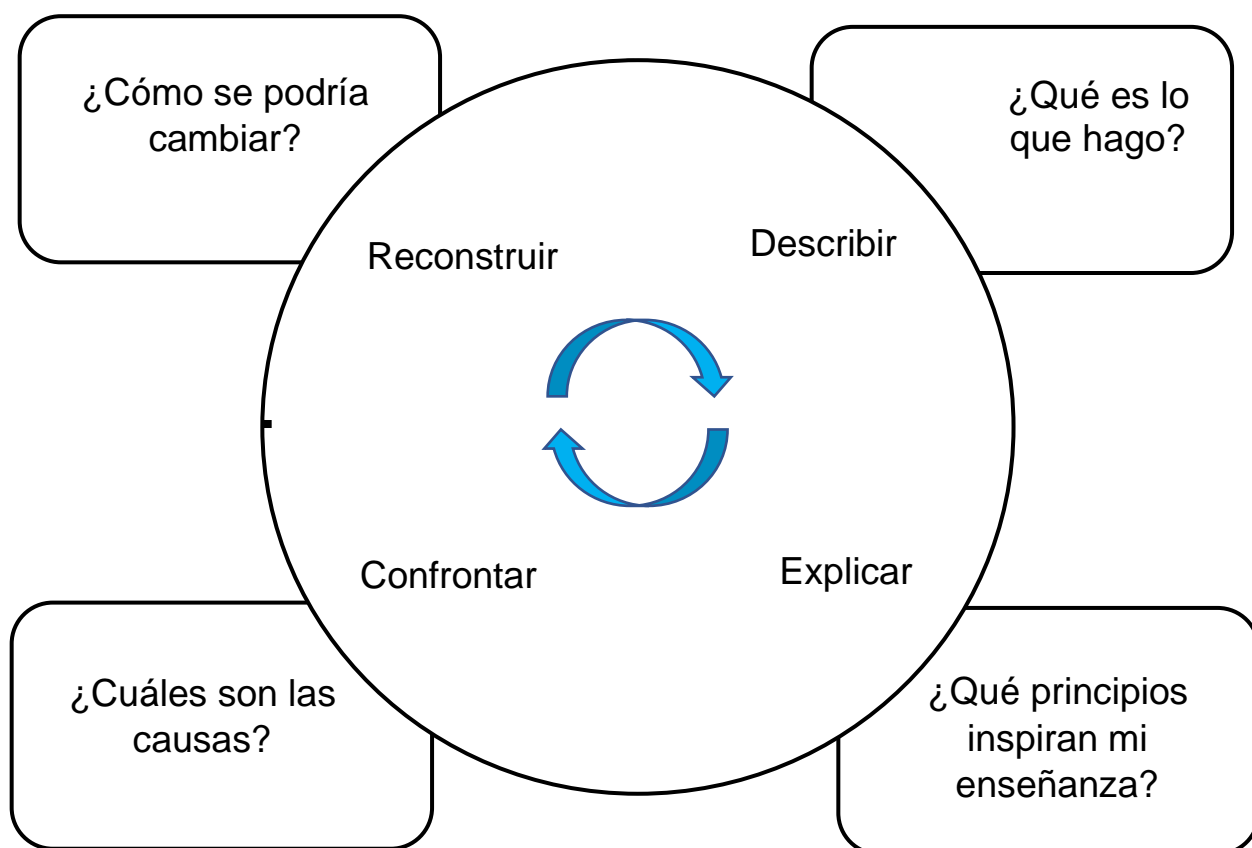 ¿Cómo se podría
cambiar?
¿Qué es lo
que hago?
Reconstruir
Describir
Confrontar
Explicar
¿Cuáles son las
causas?
¿Qué principios
inspiran mi
enseñanza?